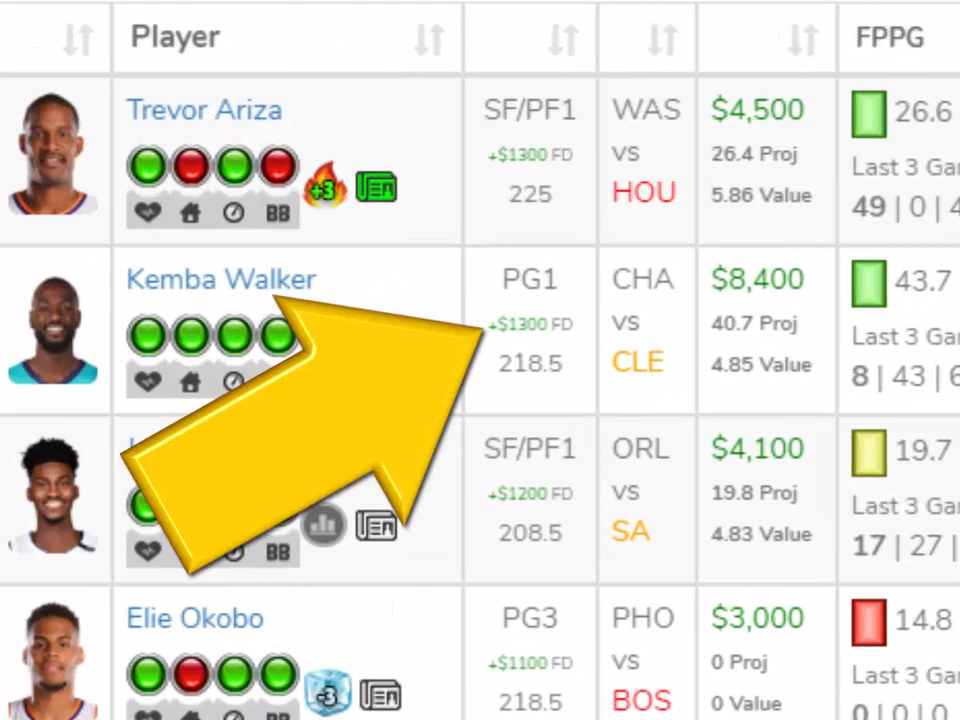 Player FPPG
Trevor Ariza SF/PF1 WAS $4,500 26.6
+$1300 FD VS 26.4 Proj Last 3
+3 225 HOU 5.86 Value 49 | 0 |
BB
Kemba Walker PG1 CHA $8,400 43.7
+$1300 FD VS 40.7 Proj Last 3
218.5 CLE 4.85 Value 8 | 43 |
SF/PF1 ORL $4,100 19.7
+$1200 FD VS 19.8 Proj Last 3
208.5 SA 4.83 Value 17 | 27 |
BB
Elie Okobo PG3 PHO $3,000 14.8
+$1100 FD VS 0 Proj Last 3
-3 218.5 BOS 0 Value 0 | 0 | 0